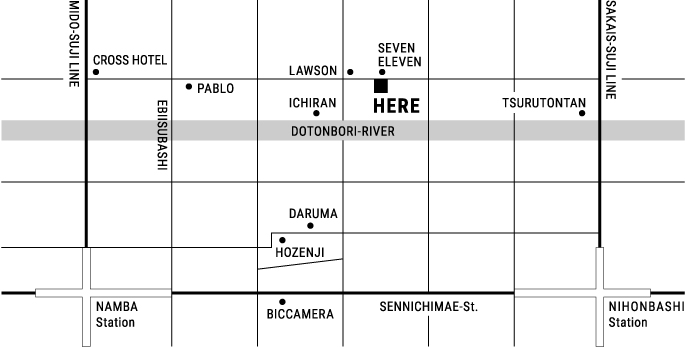 MIDO-SUJI LINE
SAKAIS-SUJI LINE
SEVEN
ELEVEN
CROSS HOTEL
LAWSON
PABLO
HERE
ICHIRAN
TSURUTONTAN
EBIISUBASHI
DOTONBORI-RIVER
DARUMA
HOZENJI
NAMBA
Station
BICCAMERA
SENNICHIMAE-St.
NIHONBASHI
Station